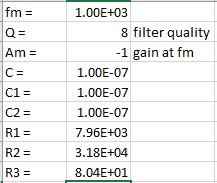 fm = 1.00E+03
Q = 8 filter quality
Am = -1 gain at fm
C = 1.00E-07
C1 = 1.00E-07
C2 = 1.00E-07
R1 = 7.96E+03
R2 = 3.18E+04
R3 = 8.04E+01